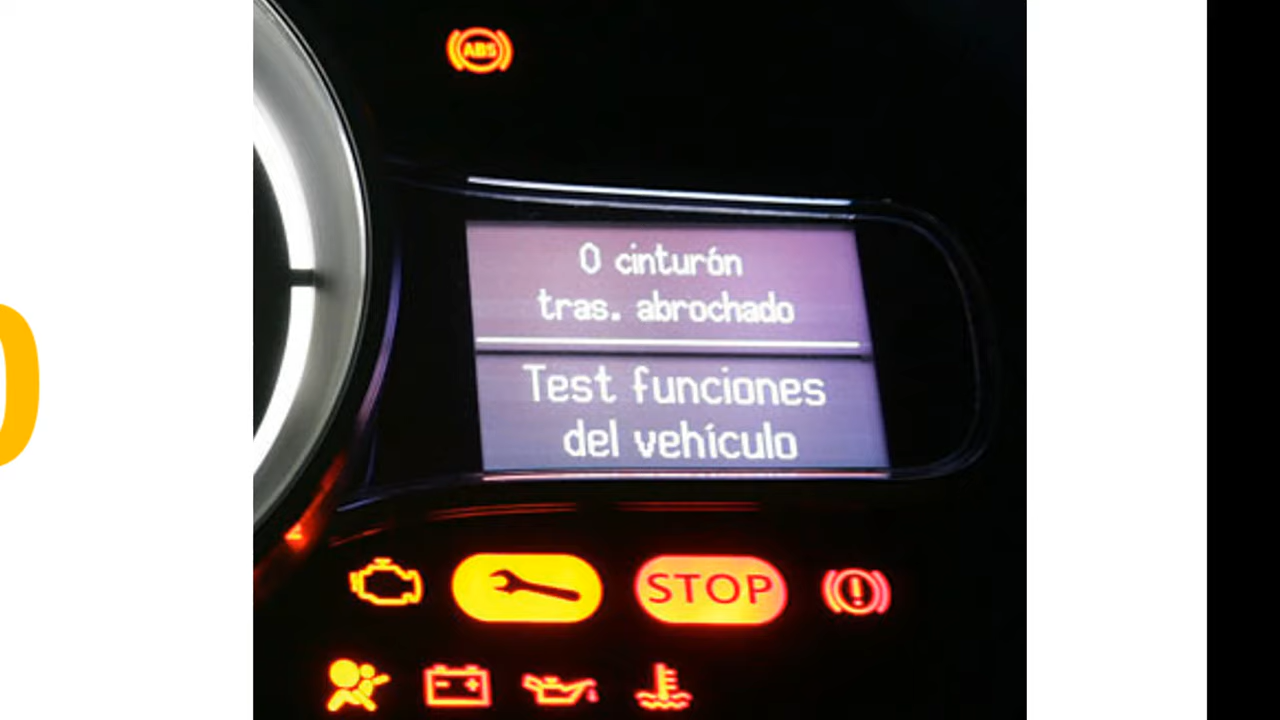 ABS
0 cinturón
tras. abrochado
Test funciones
del vehículo
STOP